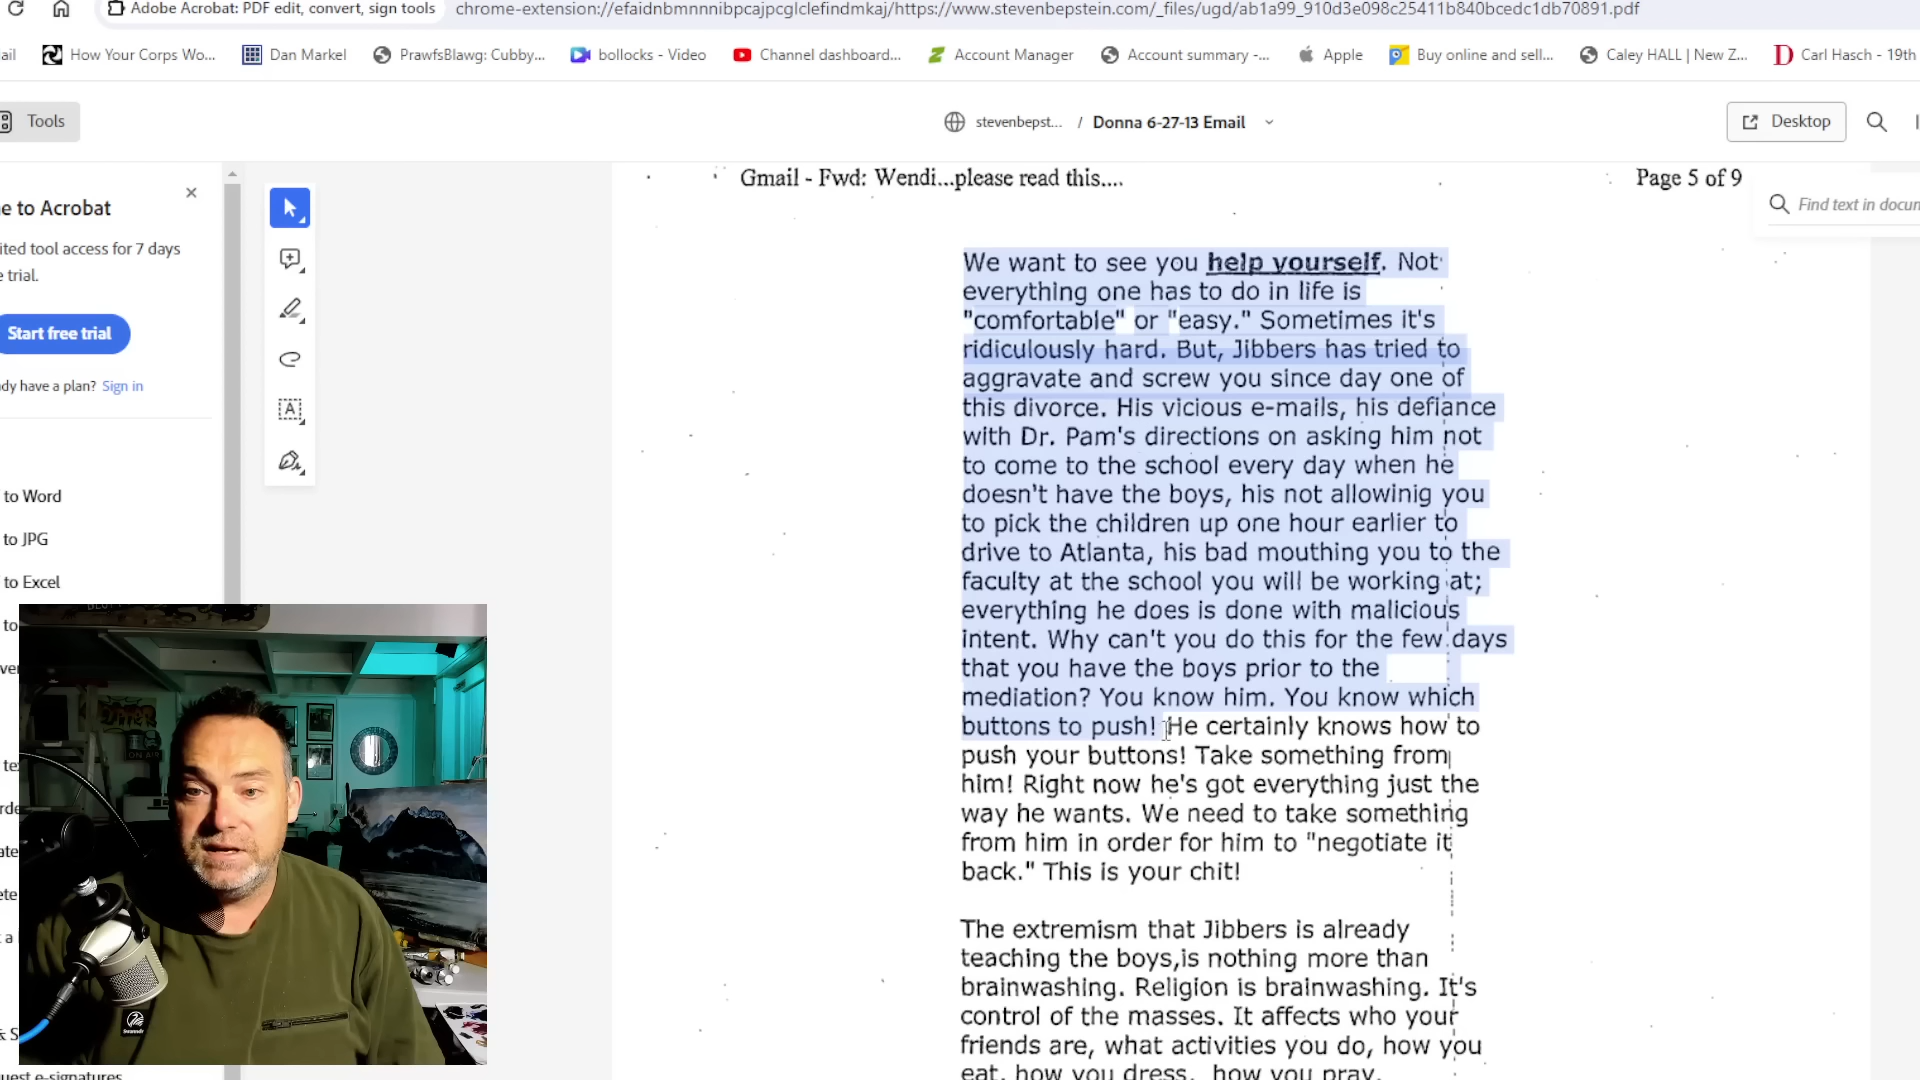 Adobe Acrobat: PDF edit, convert, sign tools
chrome-extension://efaidnbmnnnibpcajpcglclefindmkaj/https://www.stevenbepstein.com/_files/ugd/ab1a99_910d3e098c25411b840bcedc1db70891.pdf
ail
How Your Corps Wo...
Dan Markel
PrawfsBlawg: Cubby...
bollocks - Video
Channel dashboard...
Account Manager
Account summary -...
Apple
Buy online and sell...
Caley HALL | New Z...
Carl Hasch - 19th
Tools
stevenbepst... / Donna 6-27-13 Email
Desktop
e to Acrobat
ited tool access for 7 days
e trial.
Start free trial
dy have a plan? Sign in
to Word
to JPG
to Excel
to
Gmail - Fwd: Wendi...please read this....
Page 5 of 9
Find text in docum
We want to see you help yourself. Not
everything one has to do in life is
"comfortable" or "easy." Sometimes it's
ridiculously hard. But, Jibbers has tried to
aggravate and screw you since day one of
this divorce. His vicious e-mails, his defiance
with Dr. Pam's directions on asking him not
to come to the school every day when he
doesn't have the boys, his not allowinig you
to pick the children up one hour earlier to
drive to Atlanta, his bad mouthing you to the
faculty at the school you will be working at;
everything he does is done with malicious
intent. Why can't you do this for the few days
that you have the boys prior to the
mediation? You know him. You know which
buttons to push! He certainly knows how to
push your buttons! Take something from
him! Right now he's got everything just the
way he wants. We need to take something
from him in order for him to "negotiate it
back." This is your chit!
The extremism that Jibbers is already
teaching the boys,is nothing more than
brainwashing. Religion is brainwashing. It's
control of the masses. It affects who your
friends are, what activities you do, how you
eat, how you dress, how you pray,
ON AIR
uest e-signatures